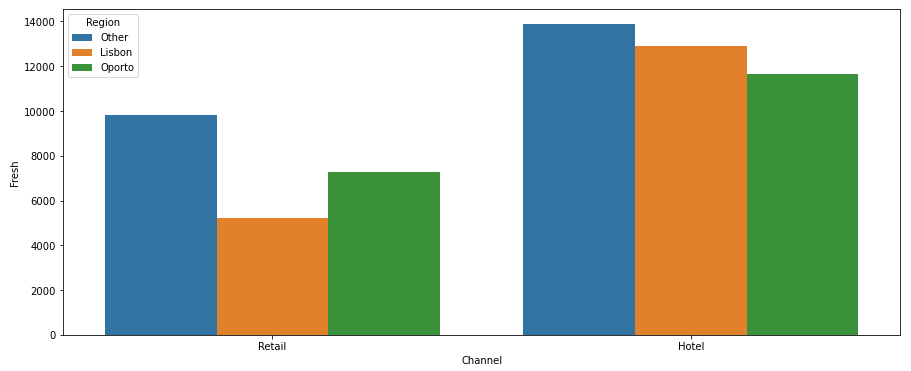 Region
Other
Lisbon
Oporto
14000
12000
10000
8000
6000
4000
2000
0
Fresh
Retail
Hotel
Channel